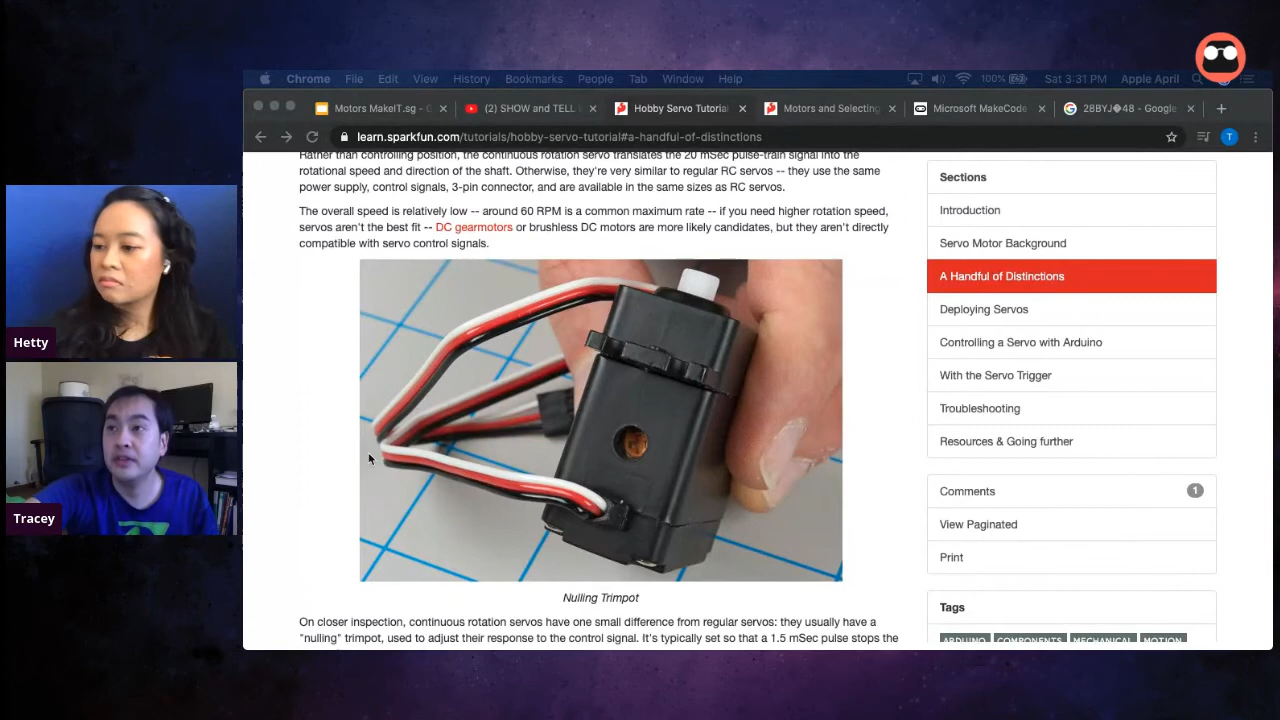 Chrome File Edit View History Bookmarks People Tab Window Help 100% Sat 3:31 PM Apple April
Motors MakeIT.sg - G
(2) SHOW and TELL
Hobby Servo Tutorial
Motors and Selecting
Microsoft MakeCode
28BYJ�48 - Google
learn.sparkfun.com/tutorials/hobby-servo-tutorial#a-handful-of-distinctions
T
Rather than controlling position, the continuous rotation servo translates the 20 mSec pulse-train signal into the
rotational speed and direction of the shaft. Otherwise, they're very similar to regular RC servos -- they use the same
power supply, control signals, 3-pin connector, and are available in the same sizes as RC servos.
The overall speed is relatively low -- around 60 RPM is a common maximum rate -- if you need higher rotation speed,
servos aren't the best fit -- DC gearmotors or brushless DC motors are more likely candidates, but they aren't directly
compatible with servo control signals.
Nulling Trimpot
On closer inspection, continuous rotation servos have one small difference from regular servos: they usually have a
"nulling" trimpot, used to adjust their response to the control signal. It's typically set so that a 1.5 mSec pulse stops the
Sections
Introduction
Servo Motor Background
A Handful of Distinctions
Deploying Servos
Controlling a Servo with Arduino
With the Servo Trigger
Troubleshooting
Resources & Going further
Comments 1
View Paginated
Print
Tags
ARDUINO COMPONENTS MECHANICAL MOTION
Hetty
Tracey